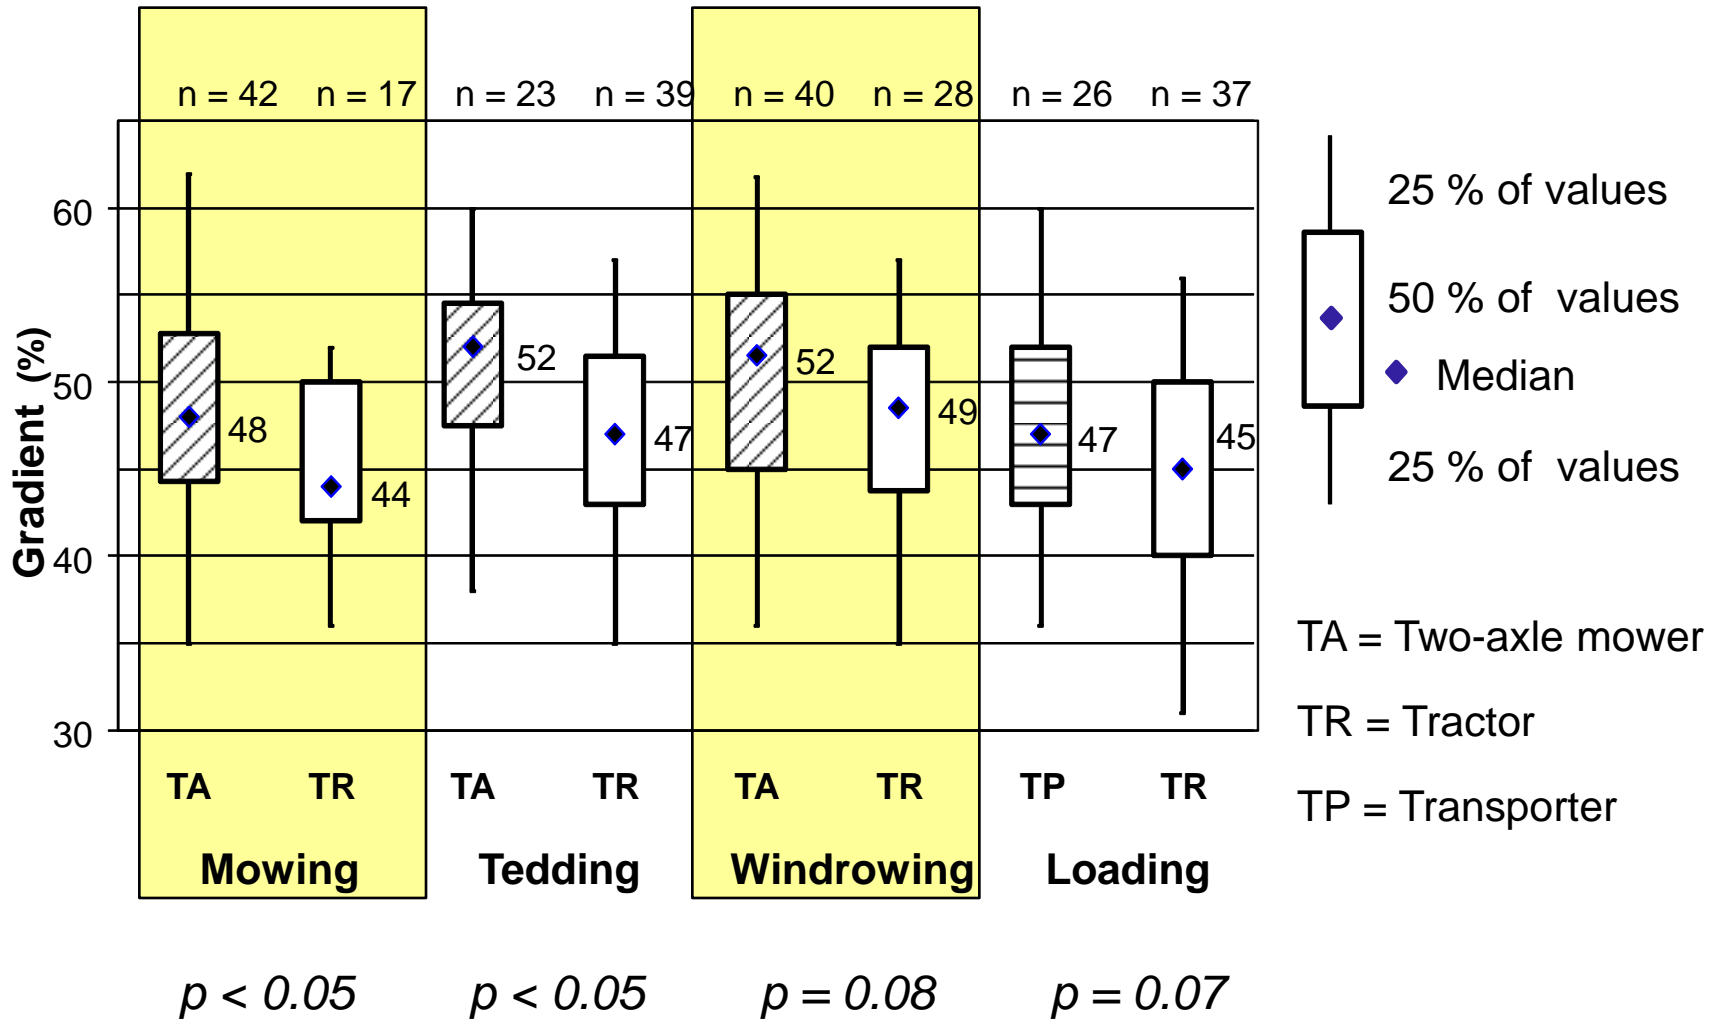 n = 42 n = 17 n = 23 n = 39 n = 40 n = 28 n = 26 n = 37
60
50
40
30
Gradient (%)
48
44
52
47
52
49
47
45
25 % of values
50 % of values
Median
25 % of values
TA = Two-axle mower
TR = Tractor
TP = Transporter
TA TR TA TR TA TR TP TR
Mowing Tedding Windrowing Loading
p < 0.05 p < 0.05 p = 0.08 p = 0.07